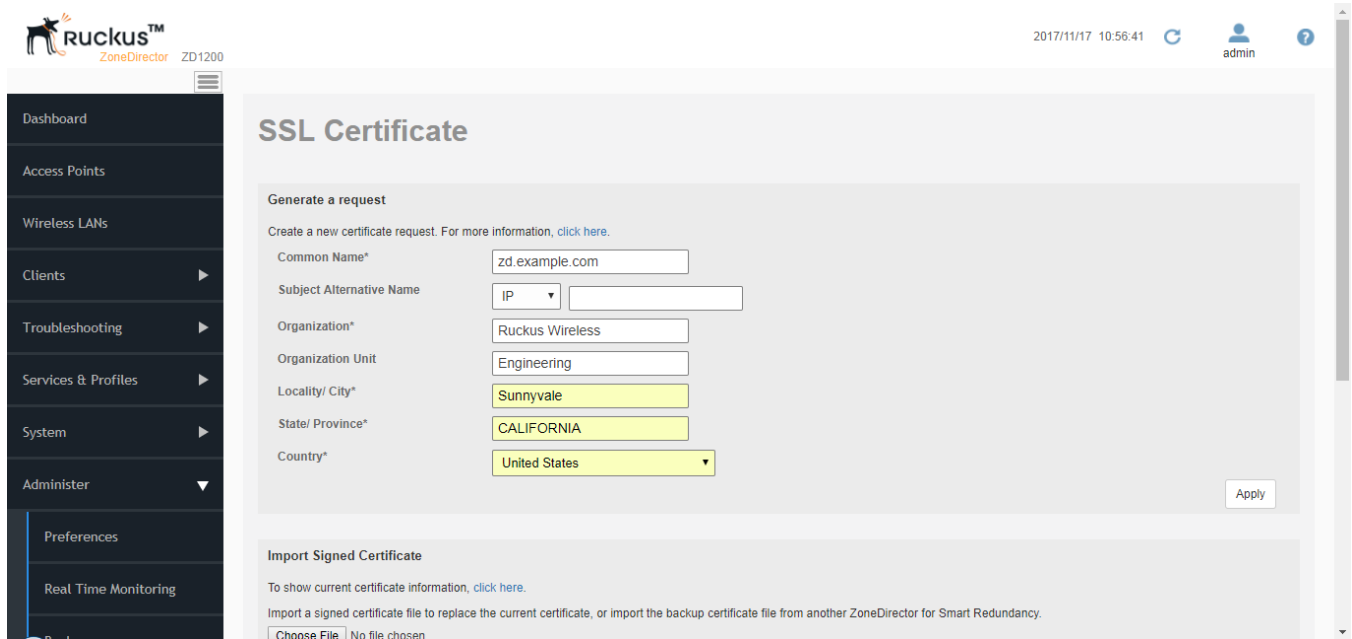 Ruckus™
ZoneDirector ZD1200
2017/11/17 10:56:41
admin
?
Dashboard
Access Points
Wireless LANs
Clients
Troubleshooting
Services & Profiles
System
Administer
Preferences
Real Time Monitoring
SSL Certificate
Generate a request
Create a new certificate request. For more information, click here.
Common Name* zd.example.com
Subject Alternative Name IP
Organization* Ruckus Wireless
Organization Unit Engineering
Locality/ City* Sunnyvale
State/ Province* CALIFORNIA
Country* United States
Apply
Import Signed Certificate
To show current certificate information, click here.
Import a signed certificate file to replace the current certificate, or import the backup certificate file from another ZoneDirector for Smart Redundancy.
Choose File No file chosen